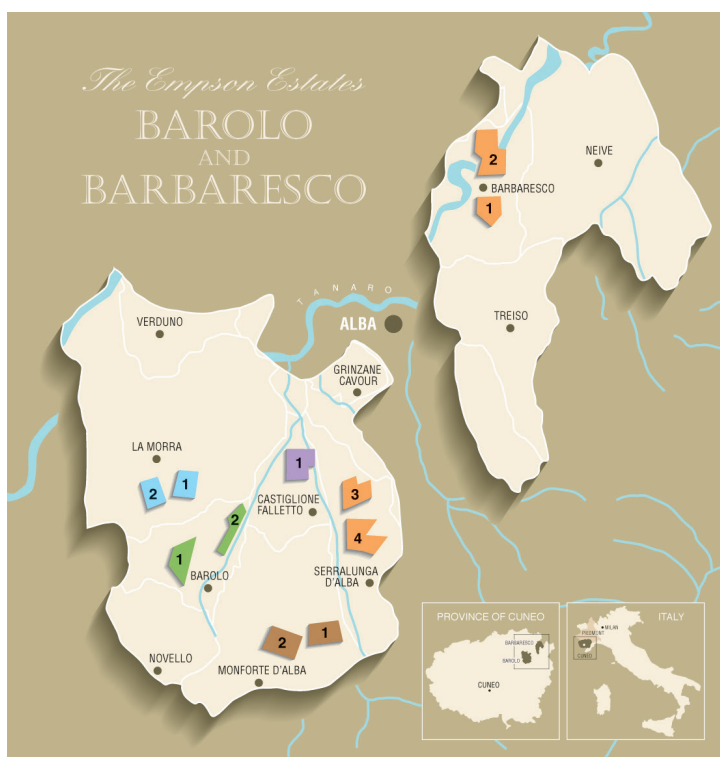 The Empson Estates
BAROLO
AND
BARBARESCO
2
BARBARESCO
1
NEIVE
TREISO
TANARO
ALBA
VERDUNO
GRINZANE
CAVOUR
LA MORRA
2
1
1
CASTIGLIONE
FALLETTO
3
4
2
1
BAROLO
SERRALUNGA
D'ALBA
2
1
NOVELLO
MONFORTE D'ALBA
PROVINCE OF CUNEO
BARBARESCO
BAROLO
CUNEO
ITALY
MILAN
PIEDMONT
CUNEO